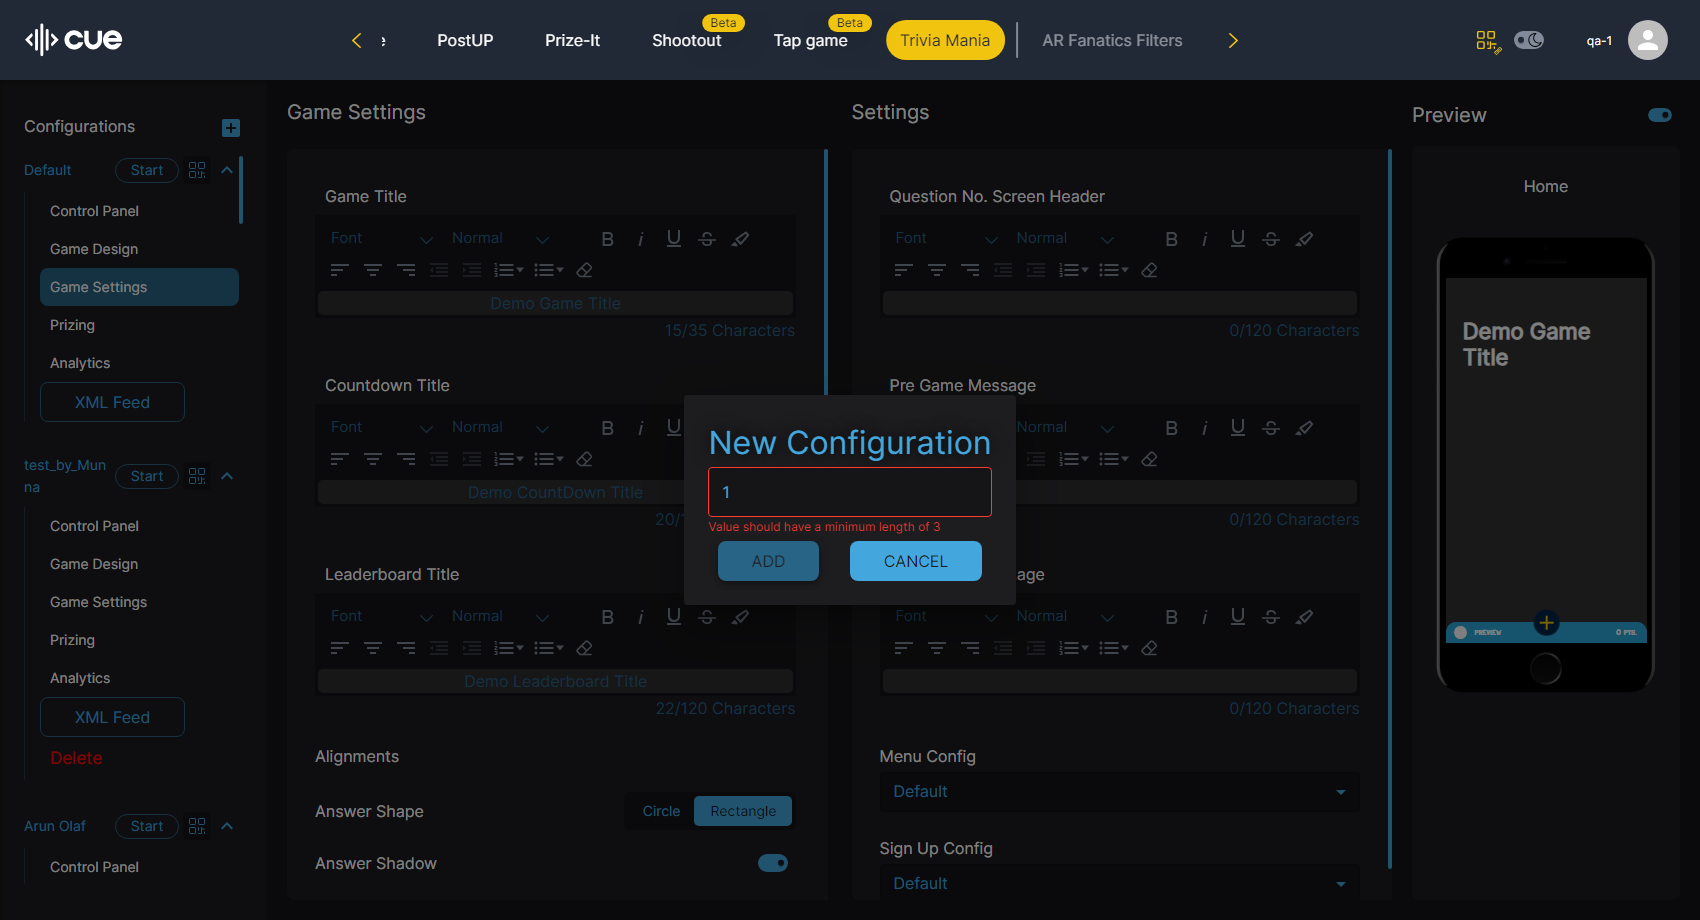 cue
e
PostUP
Prize-It
Beta
Shootout
Beta
Tap game
Trivia Mania
AR Fanatics Filters
qa-1
Configurations
Default
Start
Control Panel
Game Design
Game Settings
Prizing
Analytics
XML Feed
test_by_Mun
na
Start
Control Panel
Game Design
Game Settings
Prizing
Analytics
XML Feed
Delete
Arun Olaf
Start
Control Panel
Game Settings
Game Title
Font Normal
Demo Game Title
15/35 Characters
Countdown Title
Font Normal
Demo CountDown Title
20/
Leaderboard Title
Font Normal
Demo Leaderboard Title
22/120 Characters
Alignments
Answer Shape
Circle Rectangle
Answer Shadow
Settings
Question No. Screen Header
Font Normal
0/120 Characters
Pre Game Message
Normal
0/120 Characters
age
Font Normal
0/120 Characters
Menu Config
Default
Sign Up Config
Default
New Configuration
1
Value should have a minimum length of 3
ADD
CANCEL
Preview
Home
Demo Game
Title
PREVIEW
0 PTS.